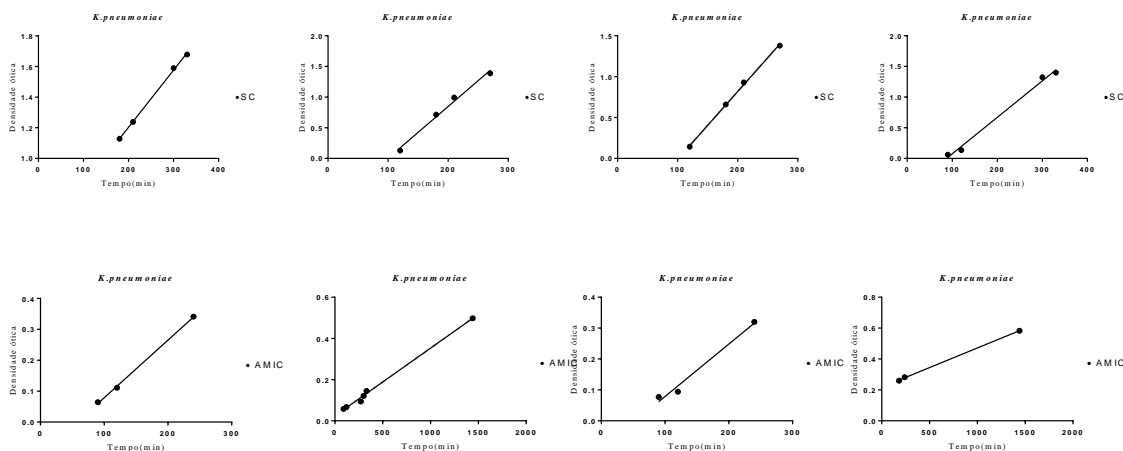 K.pneumoniae
Densidade ótica
1.8
1.6
1.4
1.2
1.0
0 100 200 300 400
Tempo(min)
SC
K.pneumoniae
Densidade ótica
2.0
1.5
1.0
0.5
0.0
0 100 200 300
Tempo(min)
SC
K.pneumoniae
Densidade ótica
1.5
1.0
0.5
0.0
0 100 200 300
Tempo(min)
SC
K.pneumoniae
Densidade ótica
2.0
1.5
1.0
0.5
0.0
0 100 200 300 400
Tempo(min)
SC
K.pneumoniae
Densidade ótica
0.4
0.3
0.2
0.1
0.0
0 100 200 300
Tempo(min)
AMIC
K.pneumoniae
Densidade ótica
0.6
0.4
0.2
0.0
0 500 1000 1500 2000
Tempo(min)
AMIC
K.pneumoniae
Densidade ótica
0.4
0.3
0.2
0.1
0.0
0 100 200 300
Tempo(min)
AMIC
K.pneumoniae
Densidade ótica
0.8
0.6
0.4
0.2
0.0
0 500 1000 1500 2000
Tempo(min)
AMIC